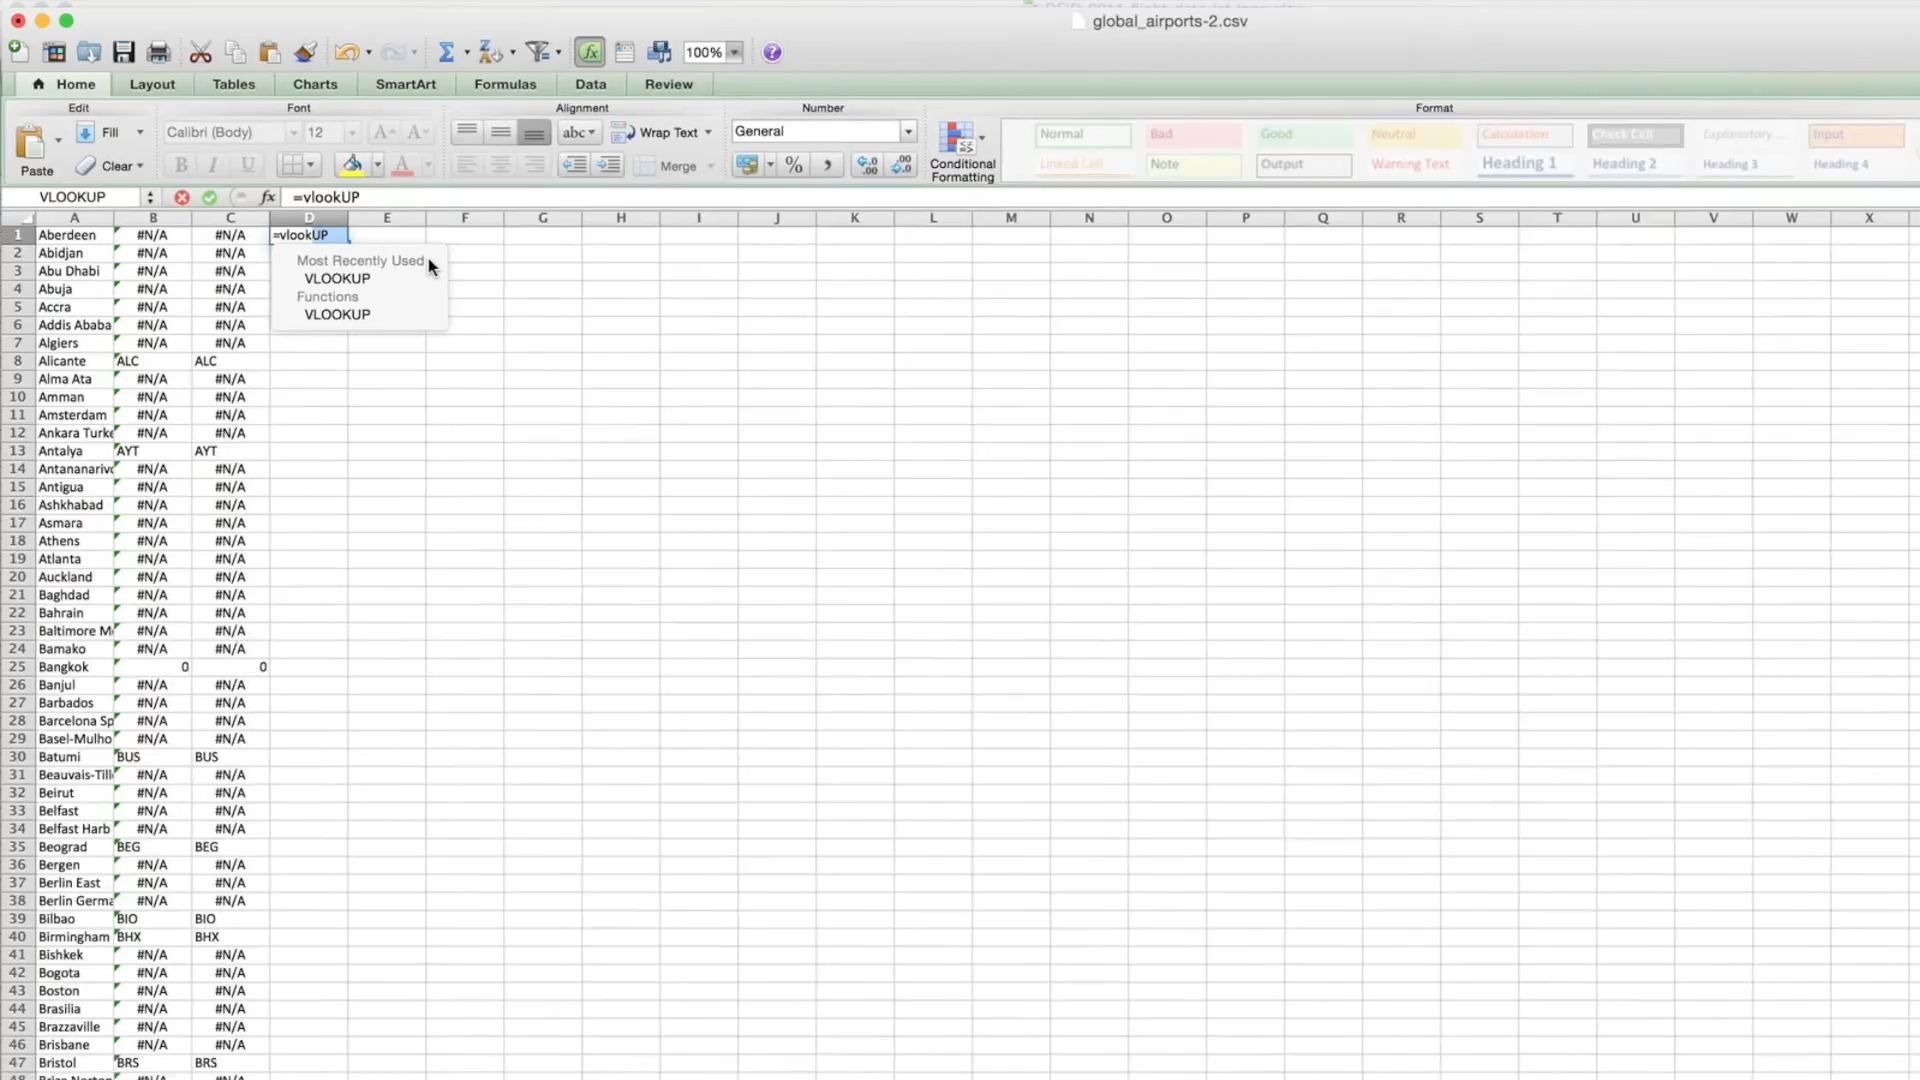 global_airports-2.csv
100%
Home Layout Tables Charts SmartArt Formulas Data Review
Edit Font Alignment Number Format
Fill Calibri (Body) 12 abc Wrap Text General Normal Bad Good Neutral Calculation Check Cell Explanatory ... Input
Paste Clear B I U Merge % Conditional Formatting Linked Cell Note Output Warning Text Heading 1 Heading 2 Heading 3 Heading 4
VLOOKUP fx =vlookUP
A B C D E F G H I J K L M N O P Q R S T U V W X
1 Aberdeen #N/A #N/A =vlookUP
2 Abidjan #N/A #N/A
Most Recently Used
3 Abu Dhabi #N/A #N/A
VLOOKUP
4 Abuja #N/A #N/A
Functions
5 Accra #N/A #N/A
VLOOKUP
6 Addis Ababa #N/A #N/A
7 Algiers #N/A #N/A
8 Alicante ALC ALC
9 Alma Ata #N/A #N/A
10 Amman #N/A #N/A
11 Amsterdam #N/A #N/A
12 Ankara Turke #N/A #N/A
13 Antalya AYT AYT
14 Antananarivo #N/A #N/A
15 Antigua #N/A #N/A
16 Ashkhabad #N/A #N/A
17 Asmara #N/A #N/A
18 Athens #N/A #N/A
19 Atlanta #N/A #N/A
20 Auckland #N/A #N/A
21 Baghdad #N/A #N/A
22 Bahrain #N/A #N/A
23 Baltimore M #N/A #N/A
24 Bamako #N/A #N/A
25 Bangkok 0 0
26 Banjul #N/A #N/A
27 Barbados #N/A #N/A
28 Barcelona Sp #N/A #N/A
29 Basel-Mulho #N/A #N/A
30 Batumi BUS BUS
31 Beauvais-Till #N/A #N/A
32 Beirut #N/A #N/A
33 Belfast #N/A #N/A
34 Belfast Harb #N/A #N/A
35 Beograd BEG BEG
36 Bergen #N/A #N/A
37 Berlin East #N/A #N/A
38 Berlin Germa #N/A #N/A
39 Bilbao BIO BIO
40 Birmingham BHX BHX
41 Bishkek #N/A #N/A
42 Bogota #N/A #N/A
43 Boston #N/A #N/A
44 Brasilia #N/A #N/A
45 Brazzaville #N/A #N/A
46 Brisbane #N/A #N/A
47 Bristol BRS BRS